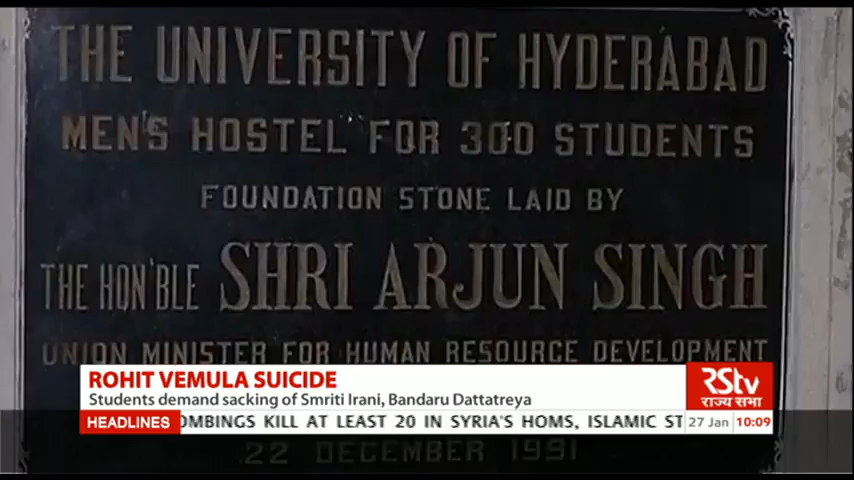 THE UNIVERSITY OF HYDERABAD
MEN'S HOSTEL FOR 300 STUDENTS
FOUNDATION STONE LAID BY
THE HON'BLE SHRI ARJUN SINGH
UNION MINISTER FOR HUMAN RESOURCE DEVELOPMENT
ROHIT VEMULA SUICIDE
Students demand sacking of Smriti Irani, Bandaru Dattatreya
RStv
राज्य सभा
HEADLINES OMBINGS KILL AT LEAST 20 IN SYRIA'S HOMS, ISLAMIC ST 27 Jan 10:09
22 DECEMBER 1991